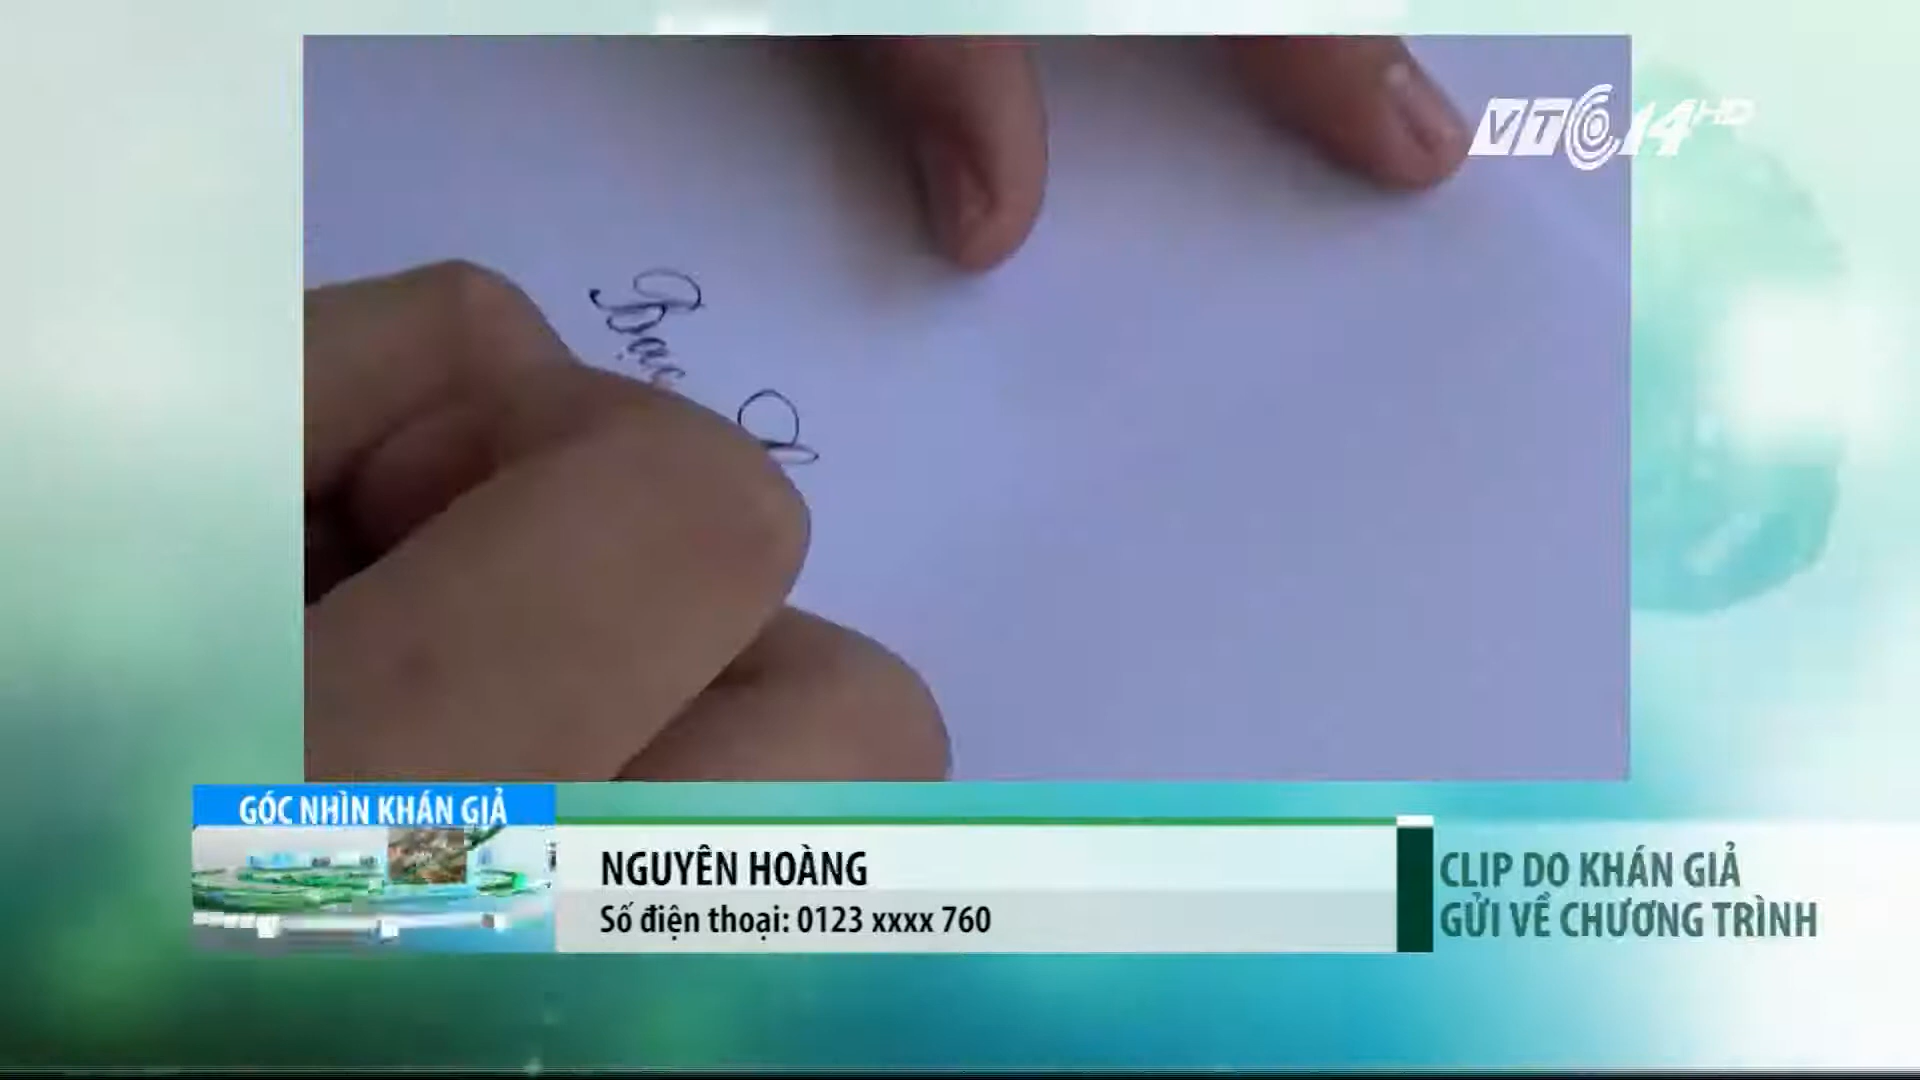 VTC14 HD
GÓC NHÌN KHÁN GIẢ
NGUYÊN HOÀNG
Số điện thoại: 0123 xxxx 760
CLIP DO KHÁN GIẢ
GỬI VỀ CHƯƠNG TRÌNH